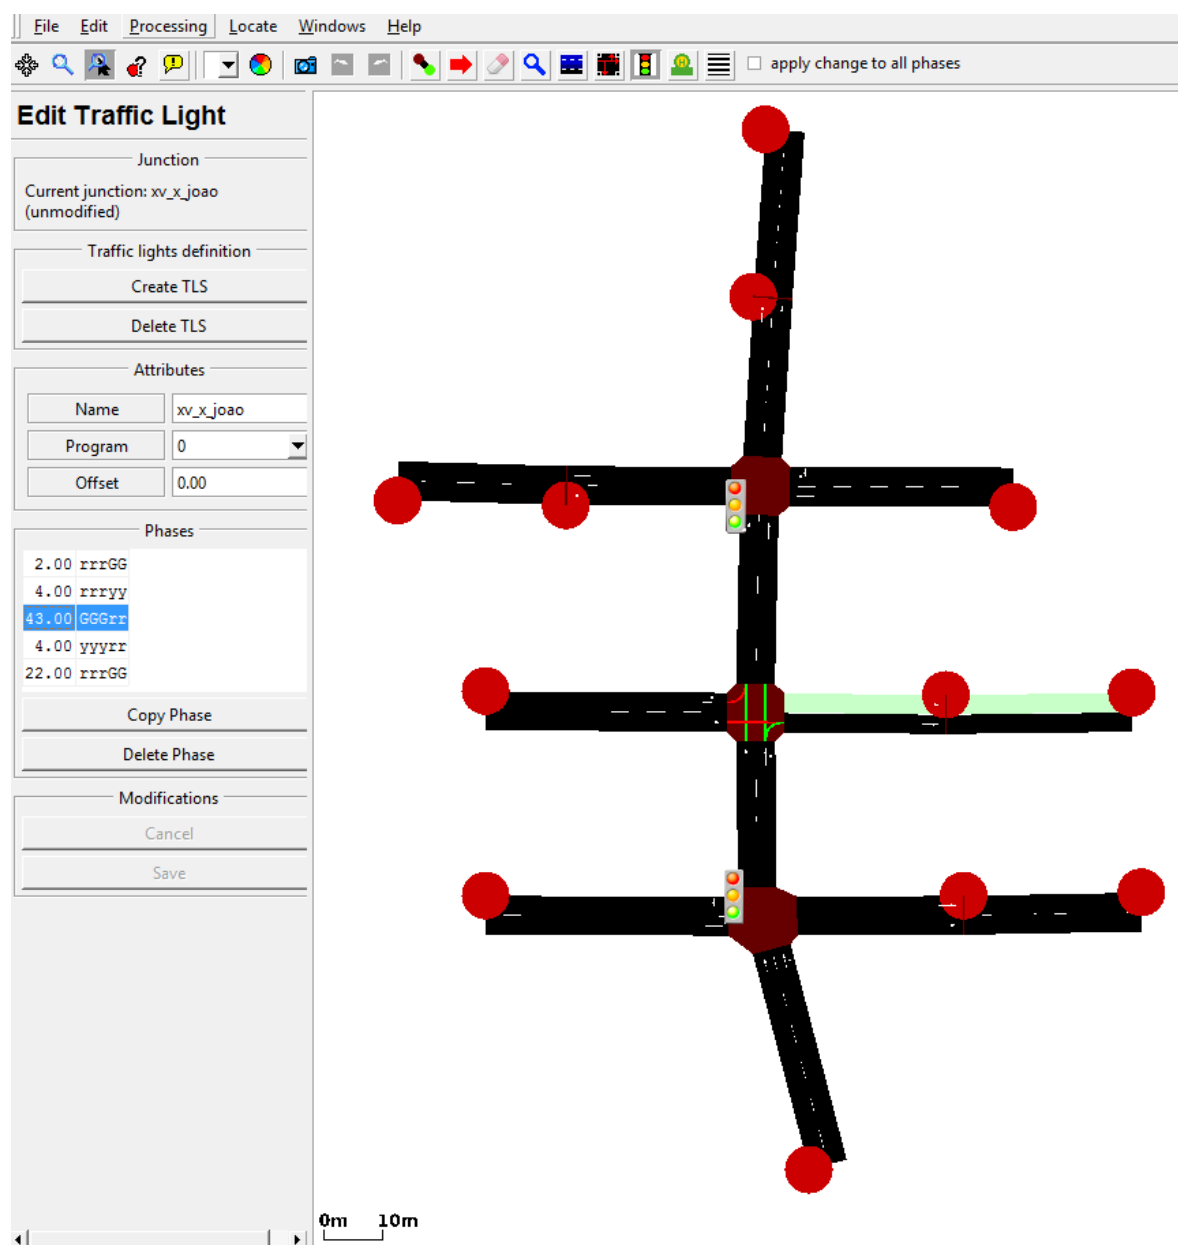 File Edit Processing Locate Windows Help
apply change to all phases
Edit Traffic Light
Junction
Current junction: xv_x_joao
(unmodified)
Traffic lights definition
Create TLS
Delete TLS
Attributes
Name xv_x_joao
Program 0
Offset 0.00
Phases
2.00 rrrGG
4.00 rrryy
43.00 GGGrr
4.00 yyyrr
22.00 rrrGG
Copy Phase
Delete Phase
Modifications
Cancel
Save
0m 10m